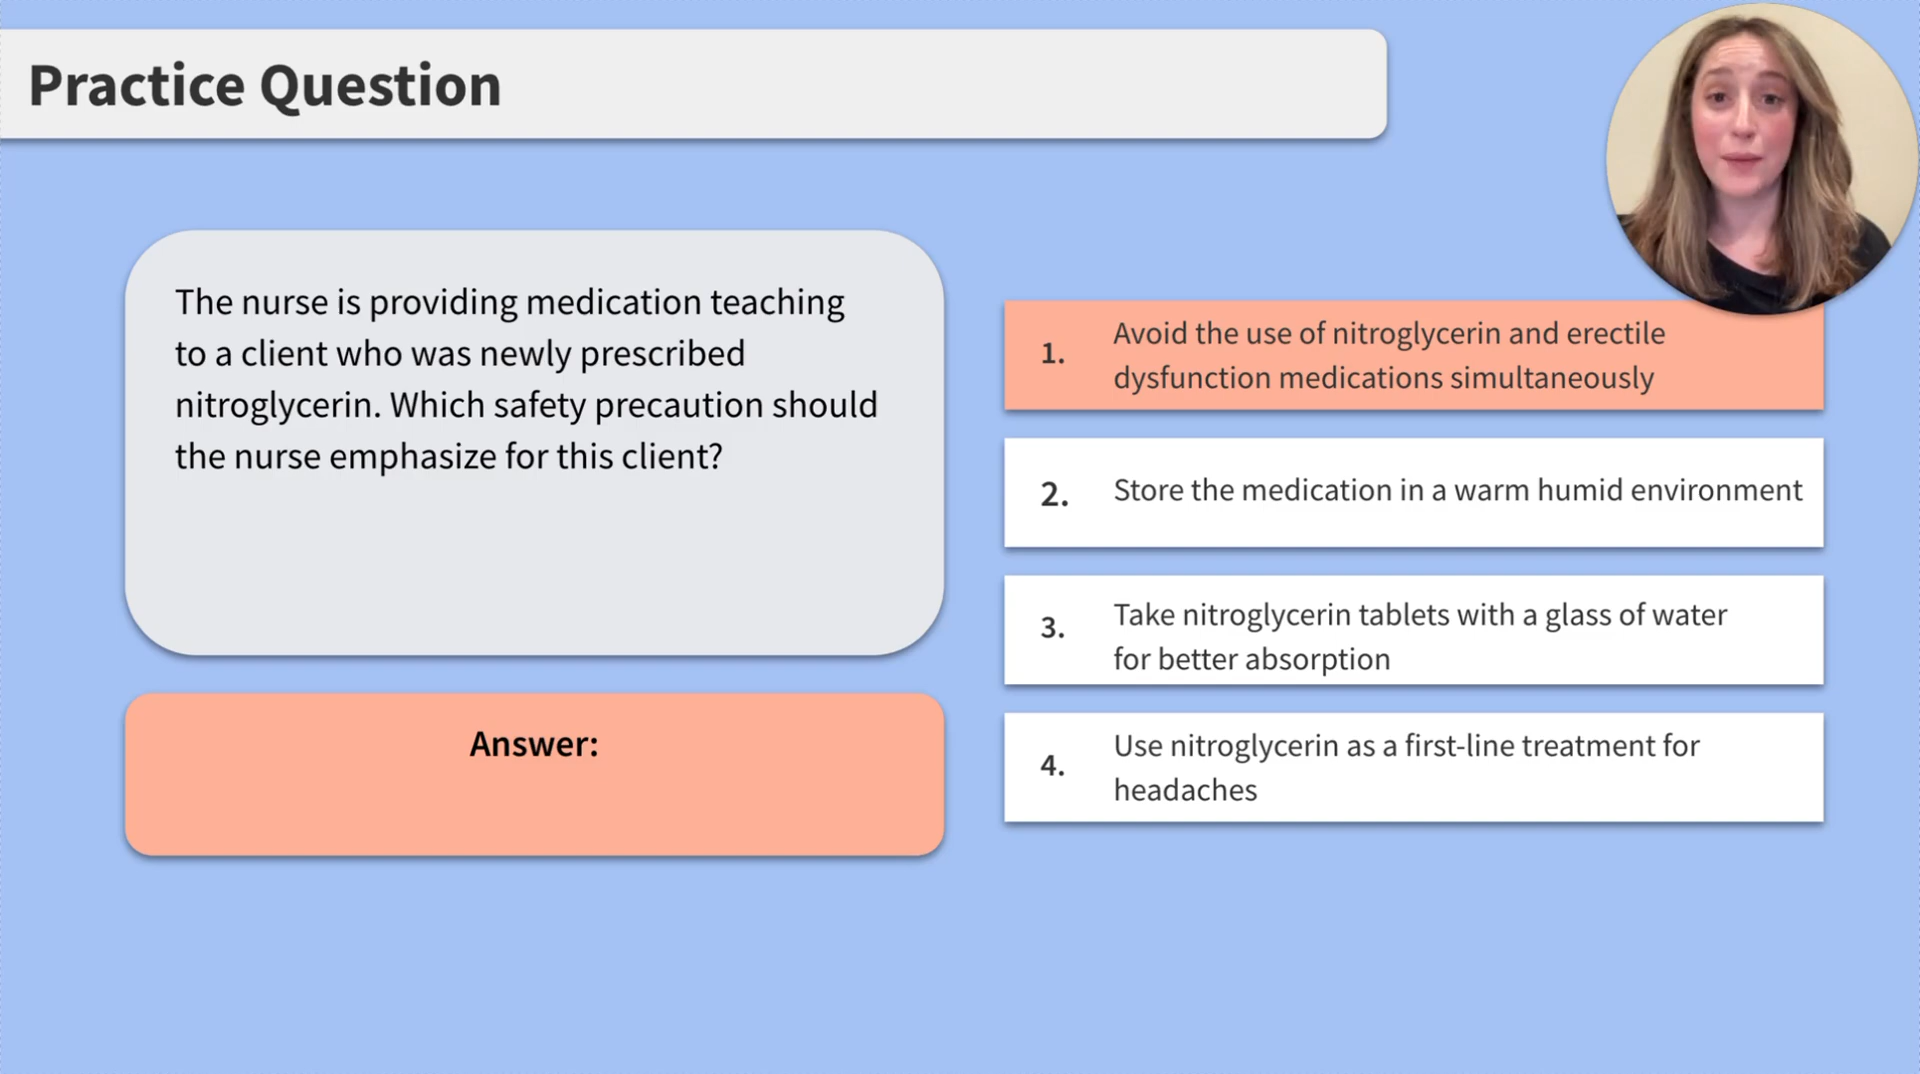 Practice Question
The nurse is providing medication teaching
to a client who was newly prescribed
nitroglycerin. Which safety precaution should
the nurse emphasize for this client?
Answer:
1. Avoid the use of nitroglycerin and erectile
dysfunction medications simultaneously
2. Store the medication in a warm humid environment
3. Take nitroglycerin tablets with a glass of water
for better absorption
4. Use nitroglycerin as a first-line treatment for
headaches